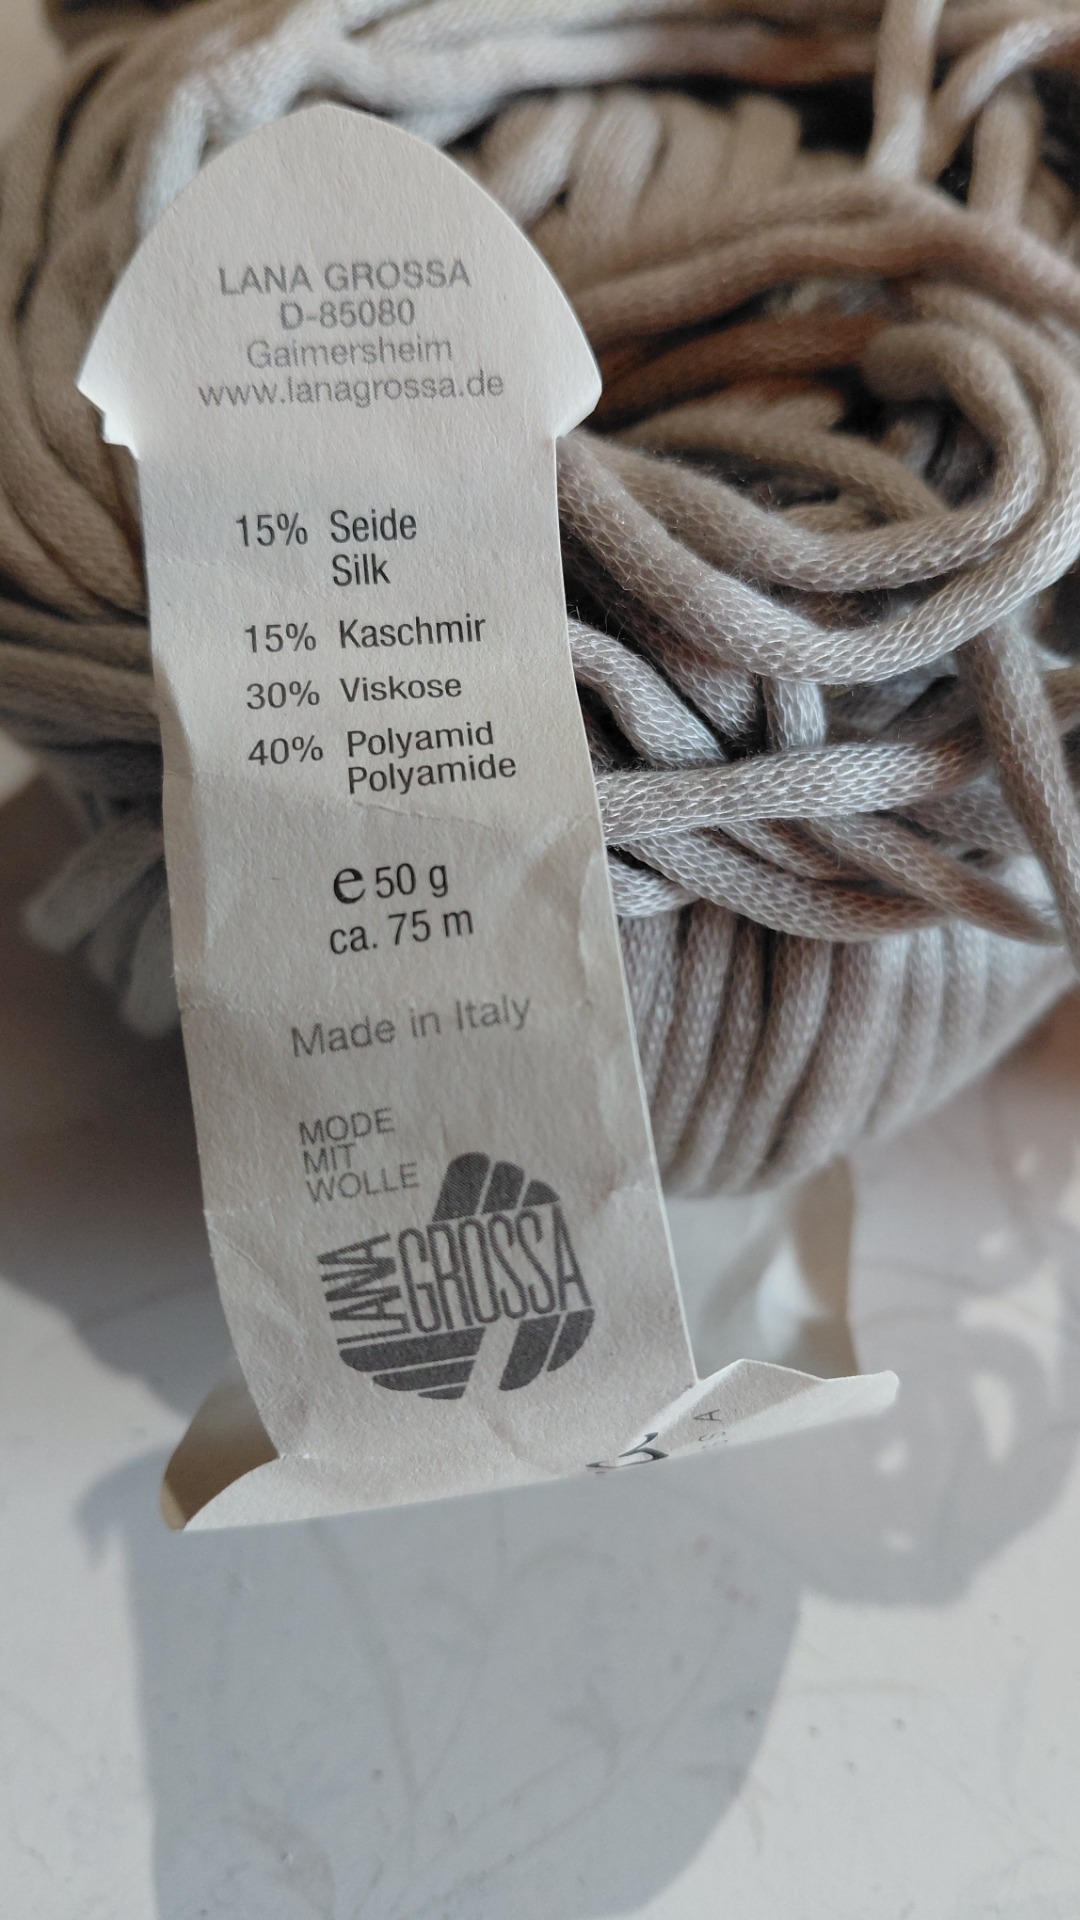 LANA GROSSA
D-85080
Gaimersheim
www.lanagrossa.de
15% Seide
Silk
15% Kaschmir
30% Viskose
40% Polyamid
Polyamide
e 50 g
ca. 75 m
Made in Italy
MODE
MIT
WOLLE
LANA GROSSA